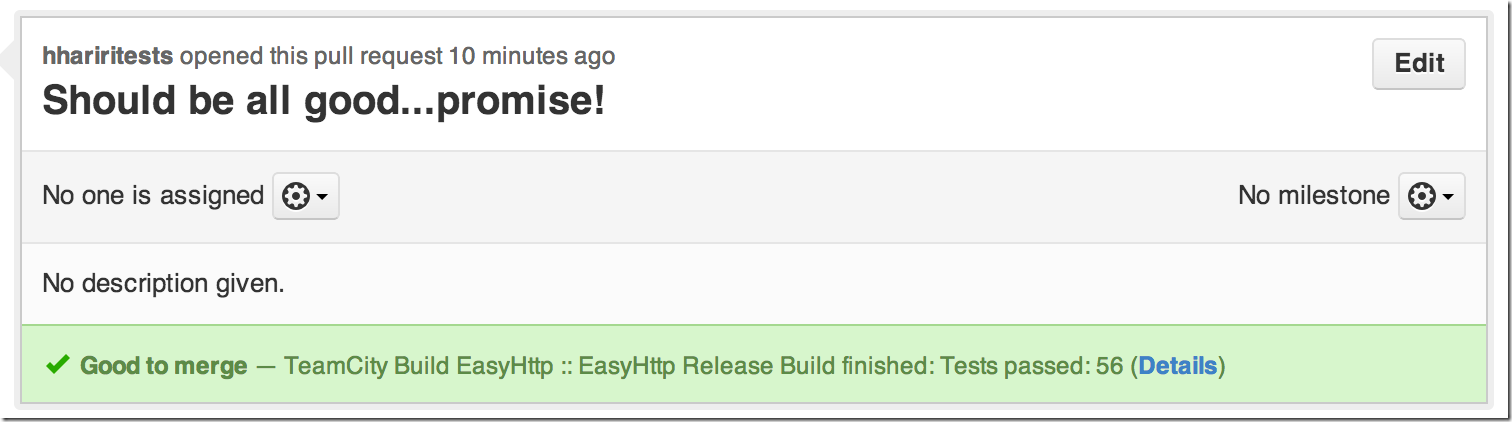 hhariritests opened this pull request 10 minutes ago
Edit
Should be all good...promise!
No one is assigned
No milestone
No description given.
Good to merge — TeamCity Build EasyHttp :: EasyHttp Release Build finished: Tests passed: 56 (Details)